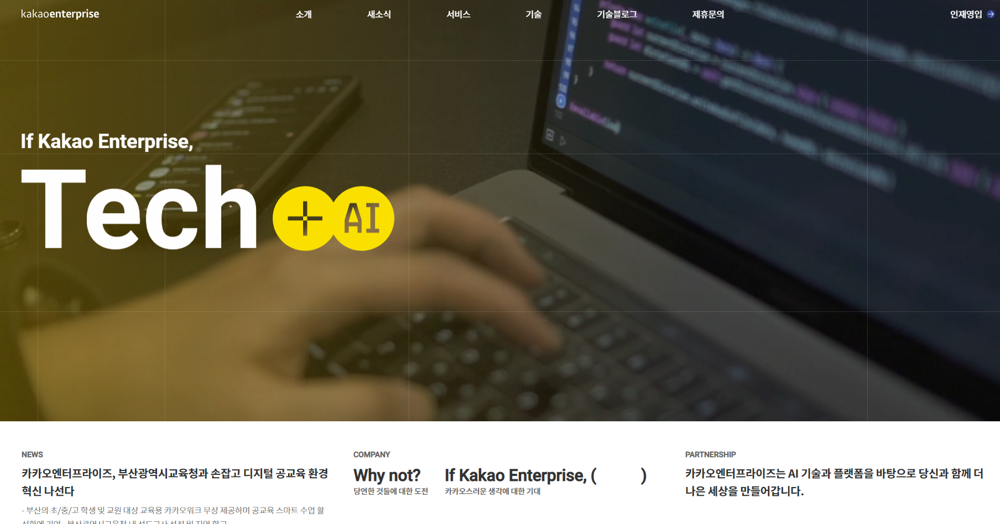 kakaoenterprise
소개
새소식
서비스
기술
기술블로그
제휴문의
인재영입
If Kakao Enterprise,
Tech + AI
NEWS
카카오엔터프라이즈, 부산광역시교육청과 손잡고 디지털 공교육 환경
혁신 나선다
- 부산의 초/중/고 학생 및 교원 대상 교육용 카카오워크 무상 제공하며 공교육 스마트 수업 활
COMPANY
Why not?
당연한 것들에 대한 도전
If Kakao Enterprise, ( )
카카오스러운 생각에 대한 기대
PARTNERSHIP
카카오엔터프라이즈는 AI 기술과 플랫폼을 바탕으로 당신과 함께 더
나은 세상을 만들어갑니다.